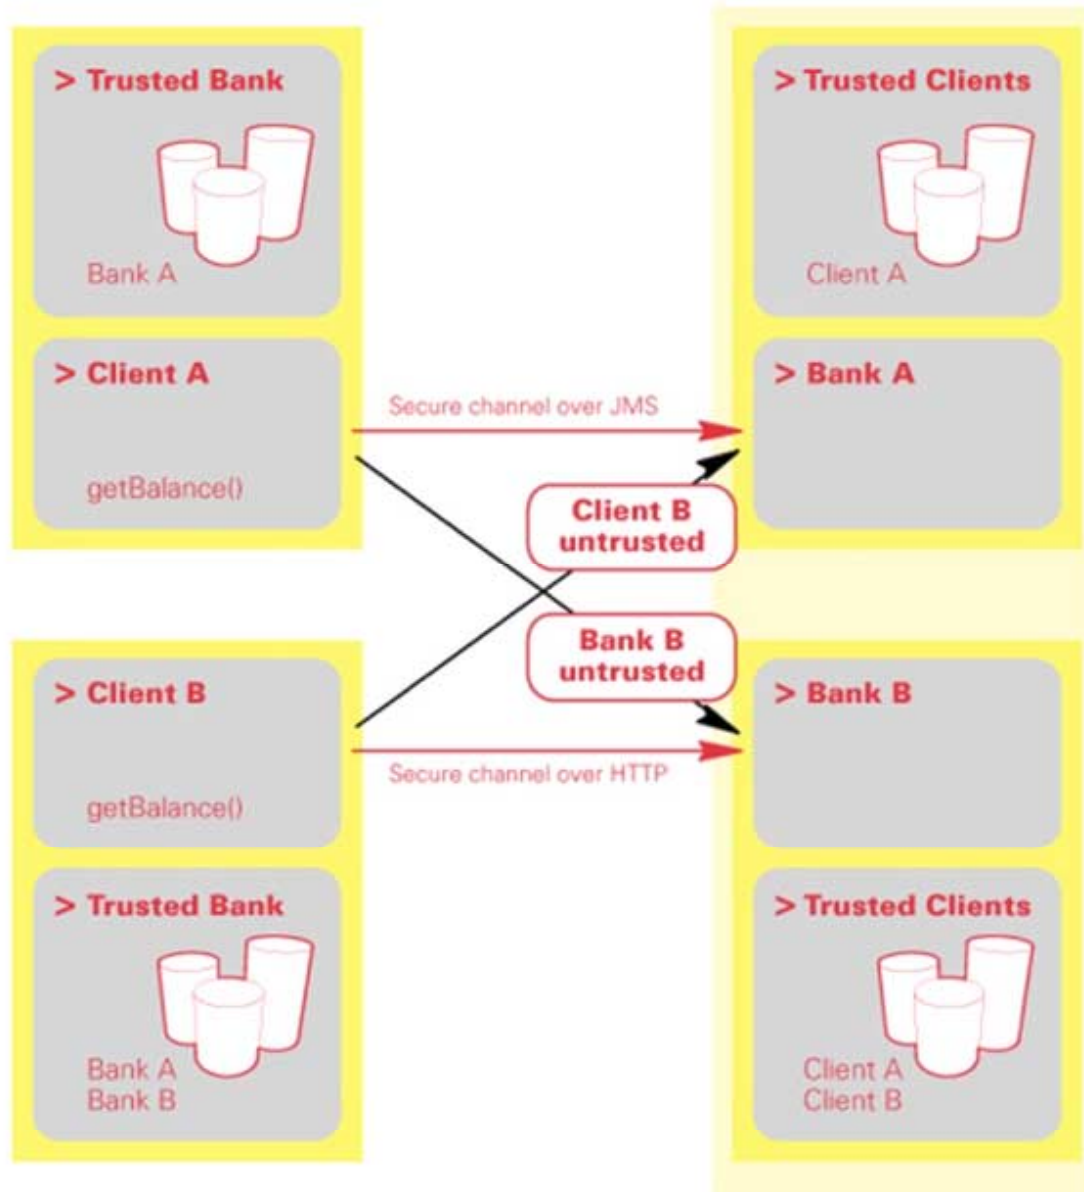 > Trusted Bank
Bank A
> Client A
getBalance()
> Trusted Clients
Client A
> Bank A
Secure channel over JMS
Client B
untrusted
Bank B
untrusted
Secure channel over HTTP
> Client B
getBalance()
> Trusted Bank
Bank A
Bank B
> Bank B
> Trusted Clients
Client A
Client B